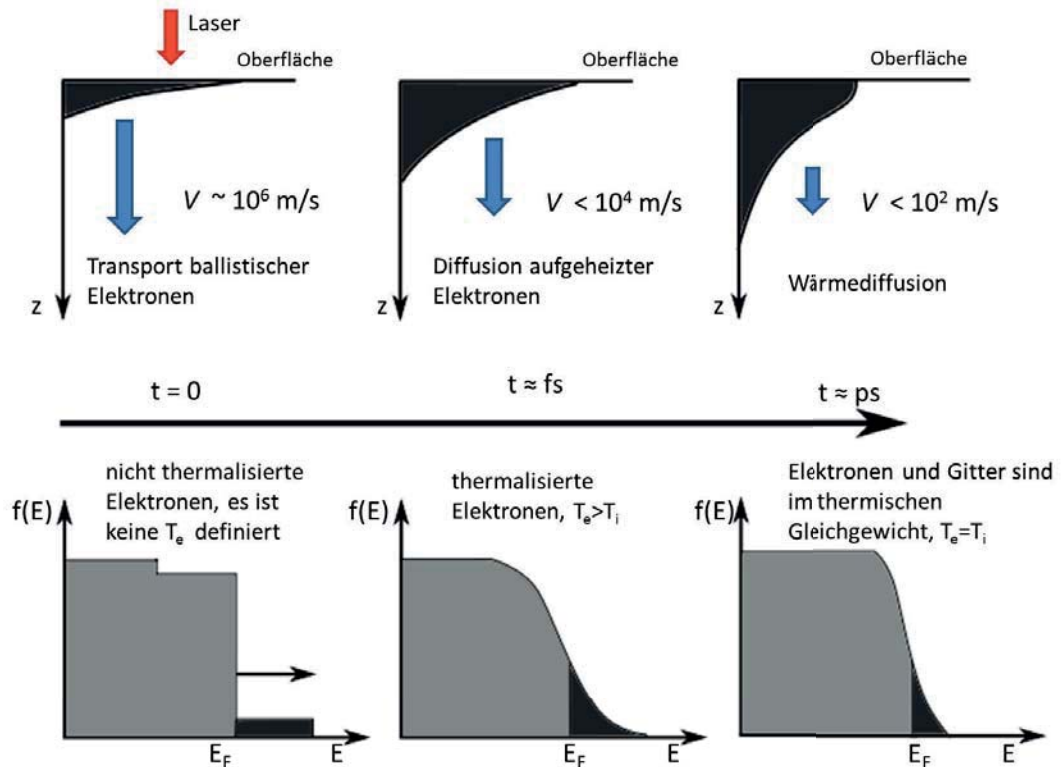 Laser
Oberfläche
Oberfläche
Oberfläche
V ~ 10⁶ m/s
V < 10⁴ m/s
V < 10² m/s
Transport ballistischer
Elektronen
Diffusion aufgeheizter
Elektronen
Wärmediffusion
z
z
z
t = 0
t ≈ fs
t ≈ ps
nicht thermalisierte
Elektronen, es ist
keine Tₑ definiert
thermalisierte
Elektronen, Tₑ>Tᵢ
Elektronen und Gitter sind
im thermischen
Gleichgewicht, Tₑ=Tᵢ
f(E)
f(E)
f(E)
E_F
E
E_F
E
E_F
E